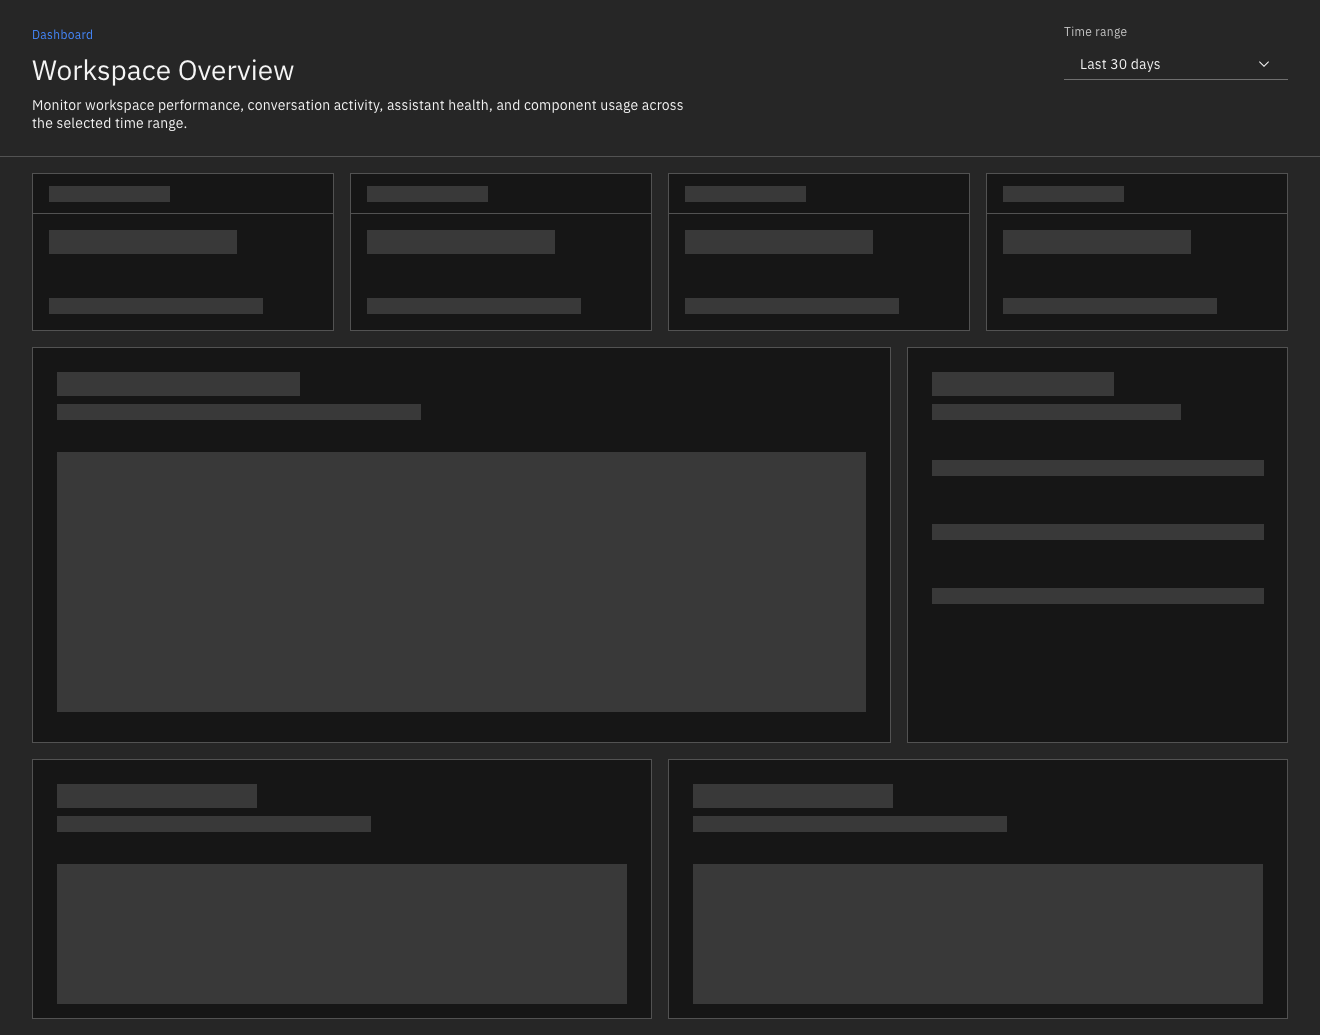 Dashboard
Workspace Overview
Monitor workspace performance, conversation activity, assistant health, and component usage across
the selected time range.
Time range
Last 30 days